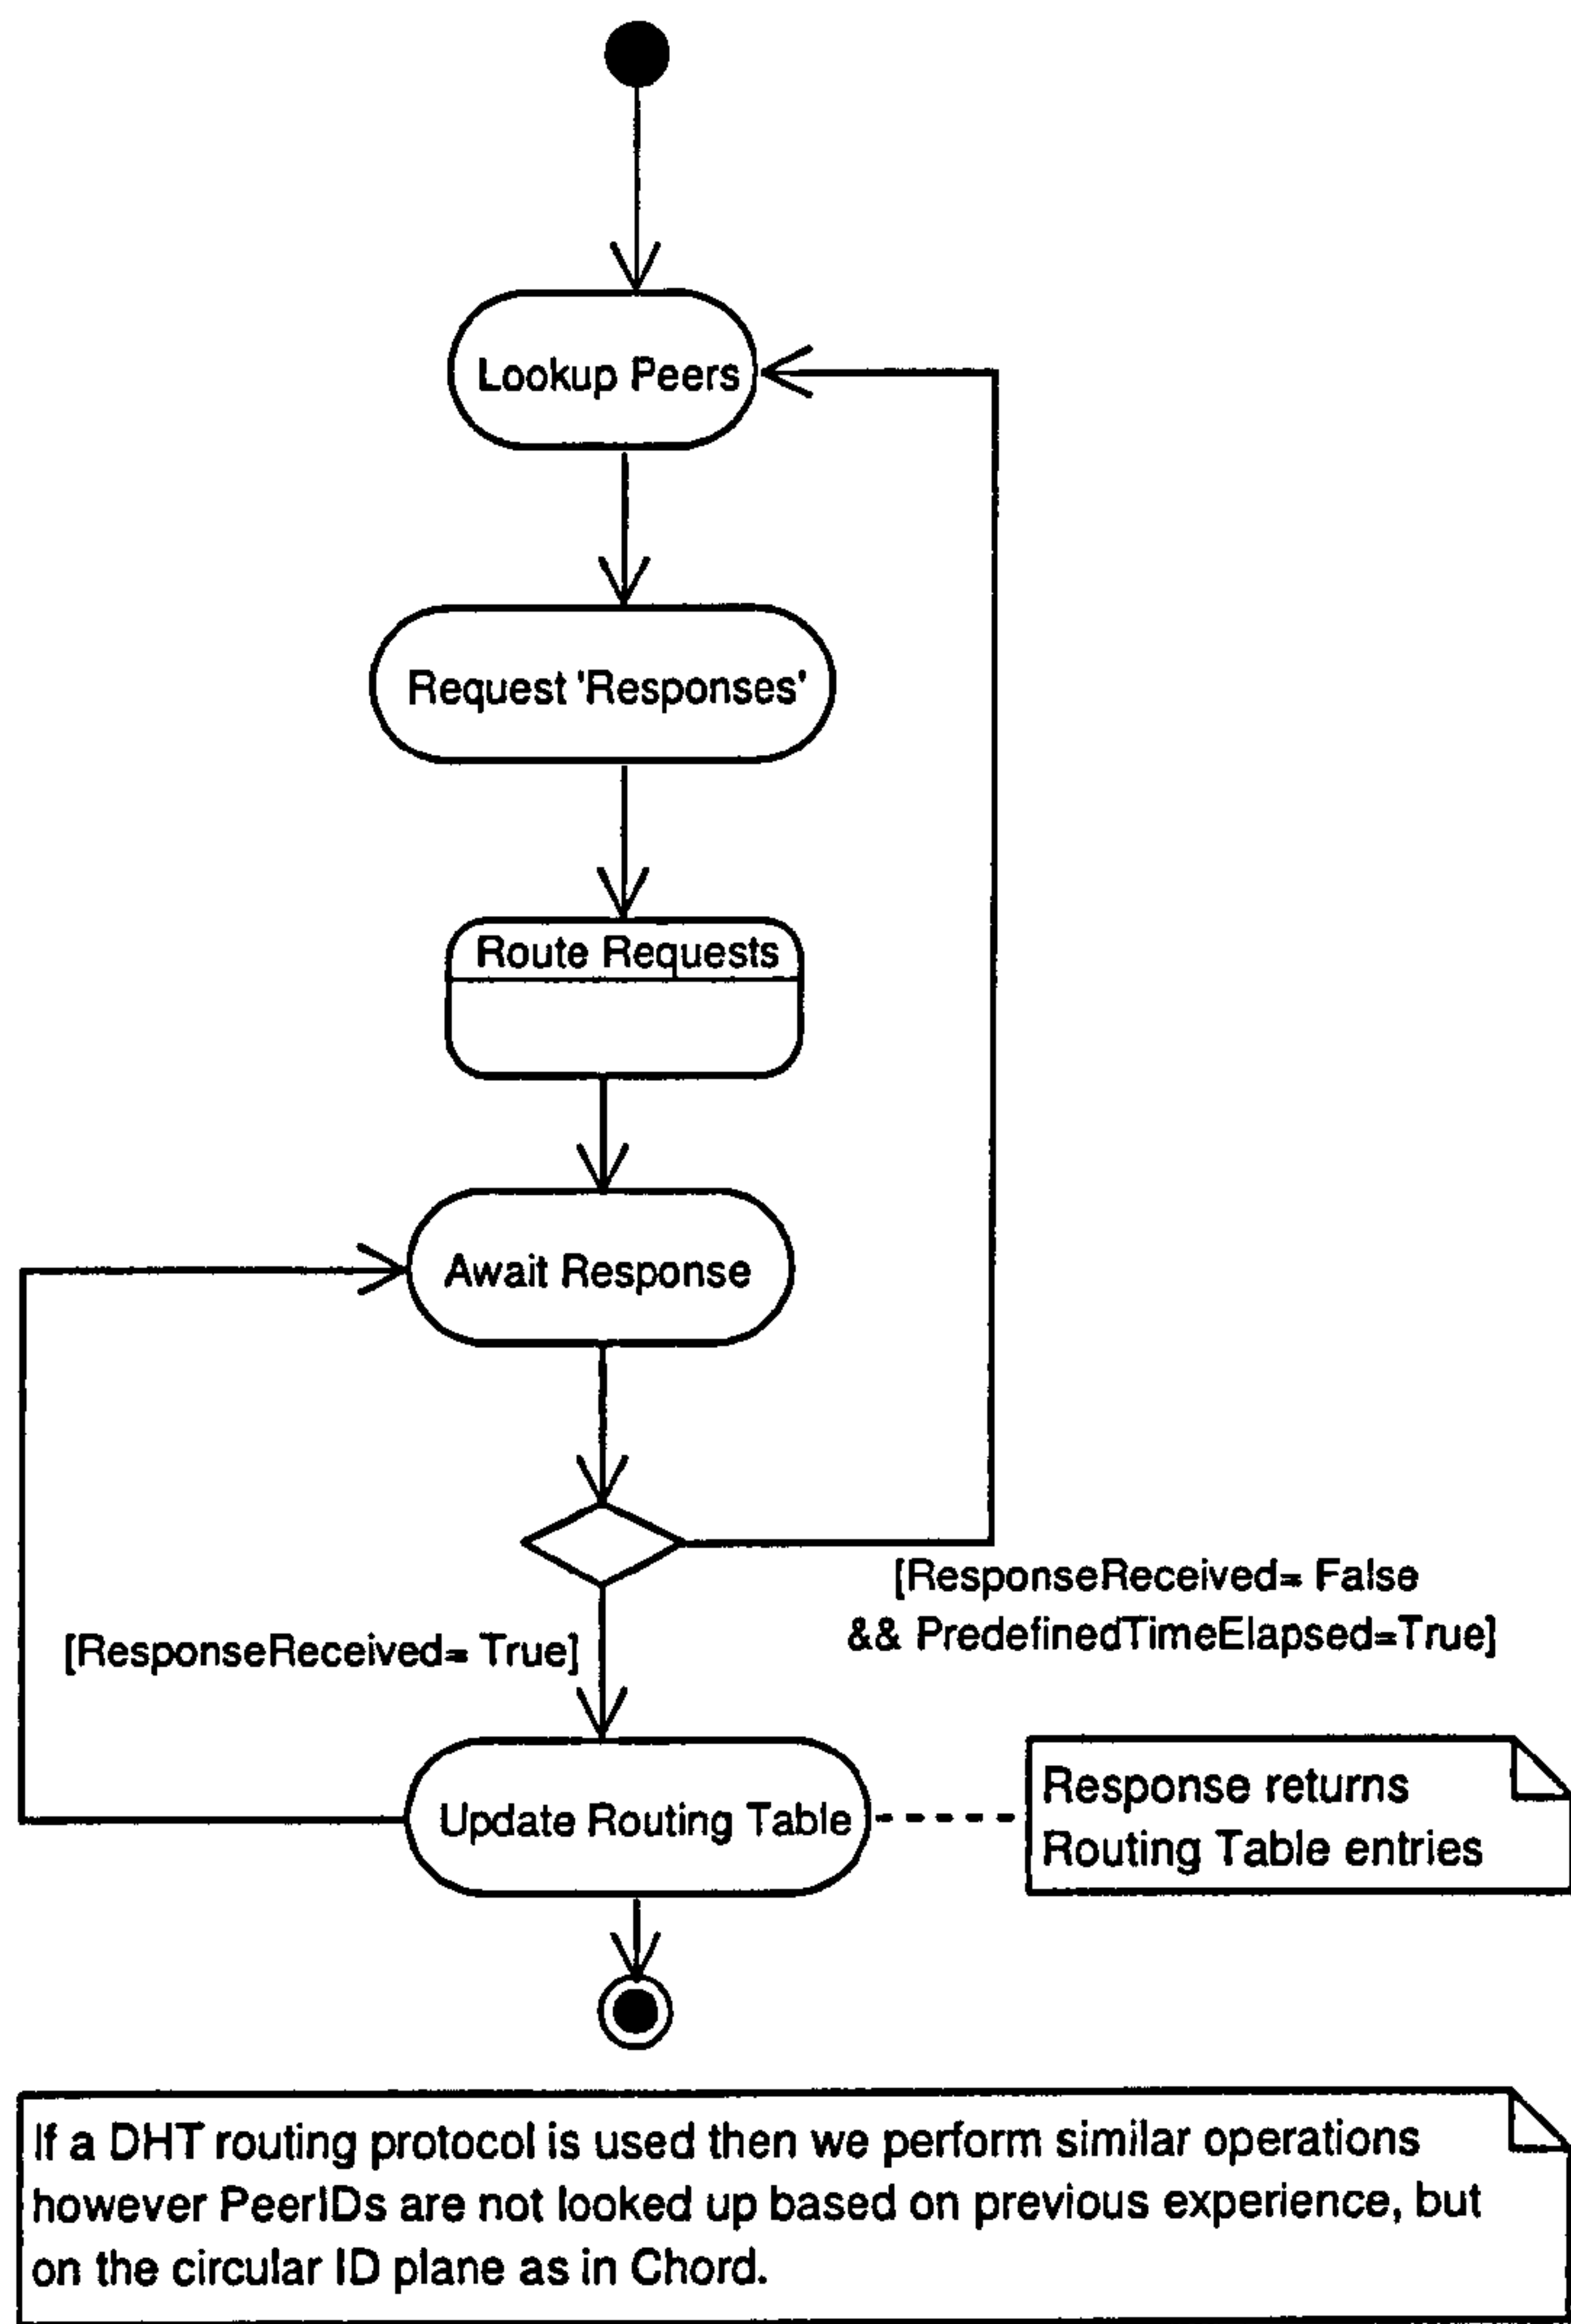 Lookup Peers
Request 'Responses'
Route Requests
Await Response
[ResponseReceived= False
&& PredefinedTimeElapsed=True]
[ResponseReceived= True]
Update Routing Table
Response returns
Routing Table entries
If a DHT routing protocol is used then we perform similar operations
however PeerIDs are not looked up based on previous experience, but
on the circular ID plane as in Chord.